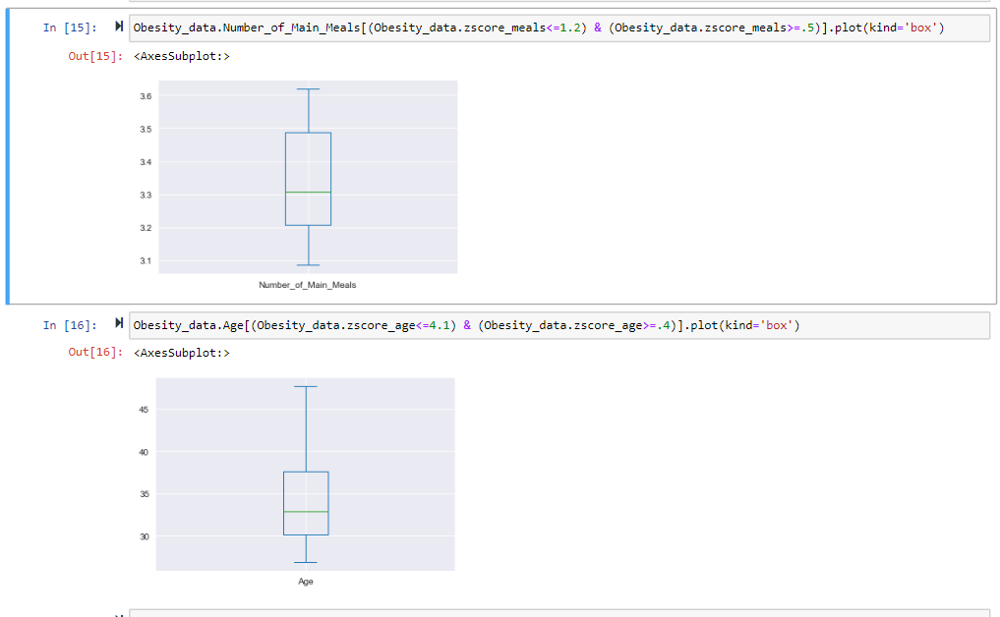 In [15]: Obesity_data.Number_of_Main_Meals[(Obesity_data.zscore_meals<=1.2) & (Obesity_data.zscore_meals>=.5)].plot(kind='box')
Out[15]: <AxesSubplot:>
3.6
3.5
3.4
3.3
3.2
3.1
Number_of_Main_Meals
In [16]: Obesity_data.Age[(Obesity_data.zscore_age<=4.1) & (Obesity_data.zscore_age>=.4)].plot(kind='box')
Out[16]: <AxesSubplot:>
45
40
35
30
Age